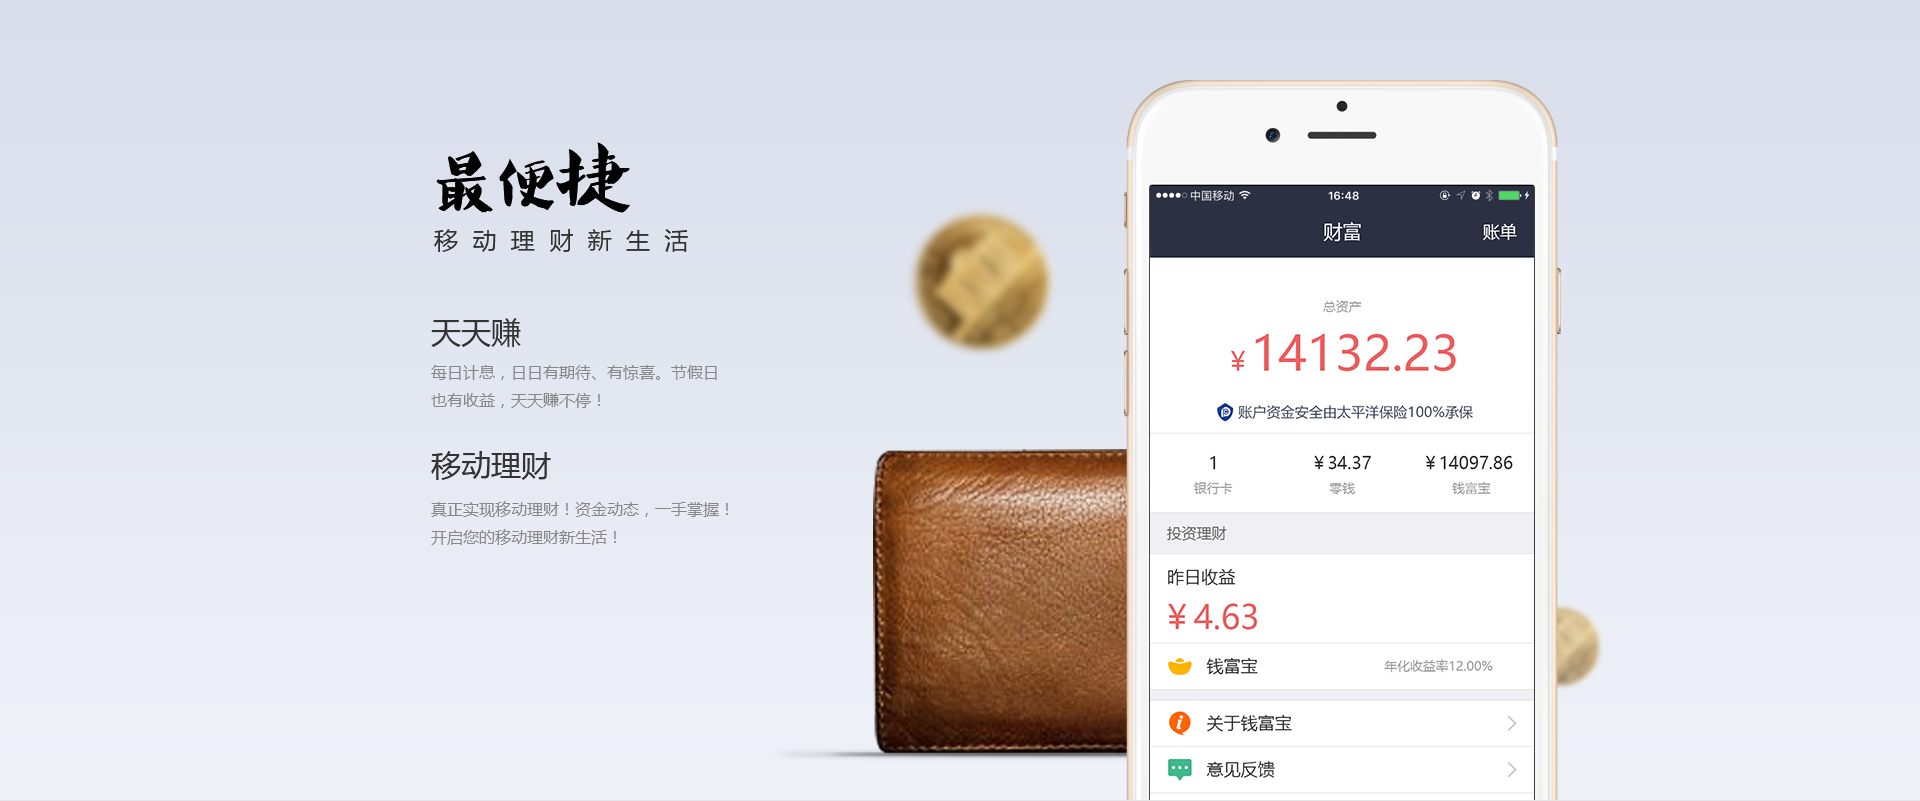 最便捷
移动理财新生活
天天赚
每日计息，日日有期待、有惊喜。节假日
也有收益，天天赚不停！
移动理财
真正实现移动理财！资金动态，一手掌握！
开启您的移动理财新生活！
中国移动 16:48
财富 账单
总资产
¥14132.23
账户资金安全由太平洋保险100%承保
1 ¥34.37 ¥14097.86
银行卡 零钱 钱富宝
投资理财
昨日收益
¥4.63
钱富宝 年化收益率12.00%
关于钱富宝
意见反馈